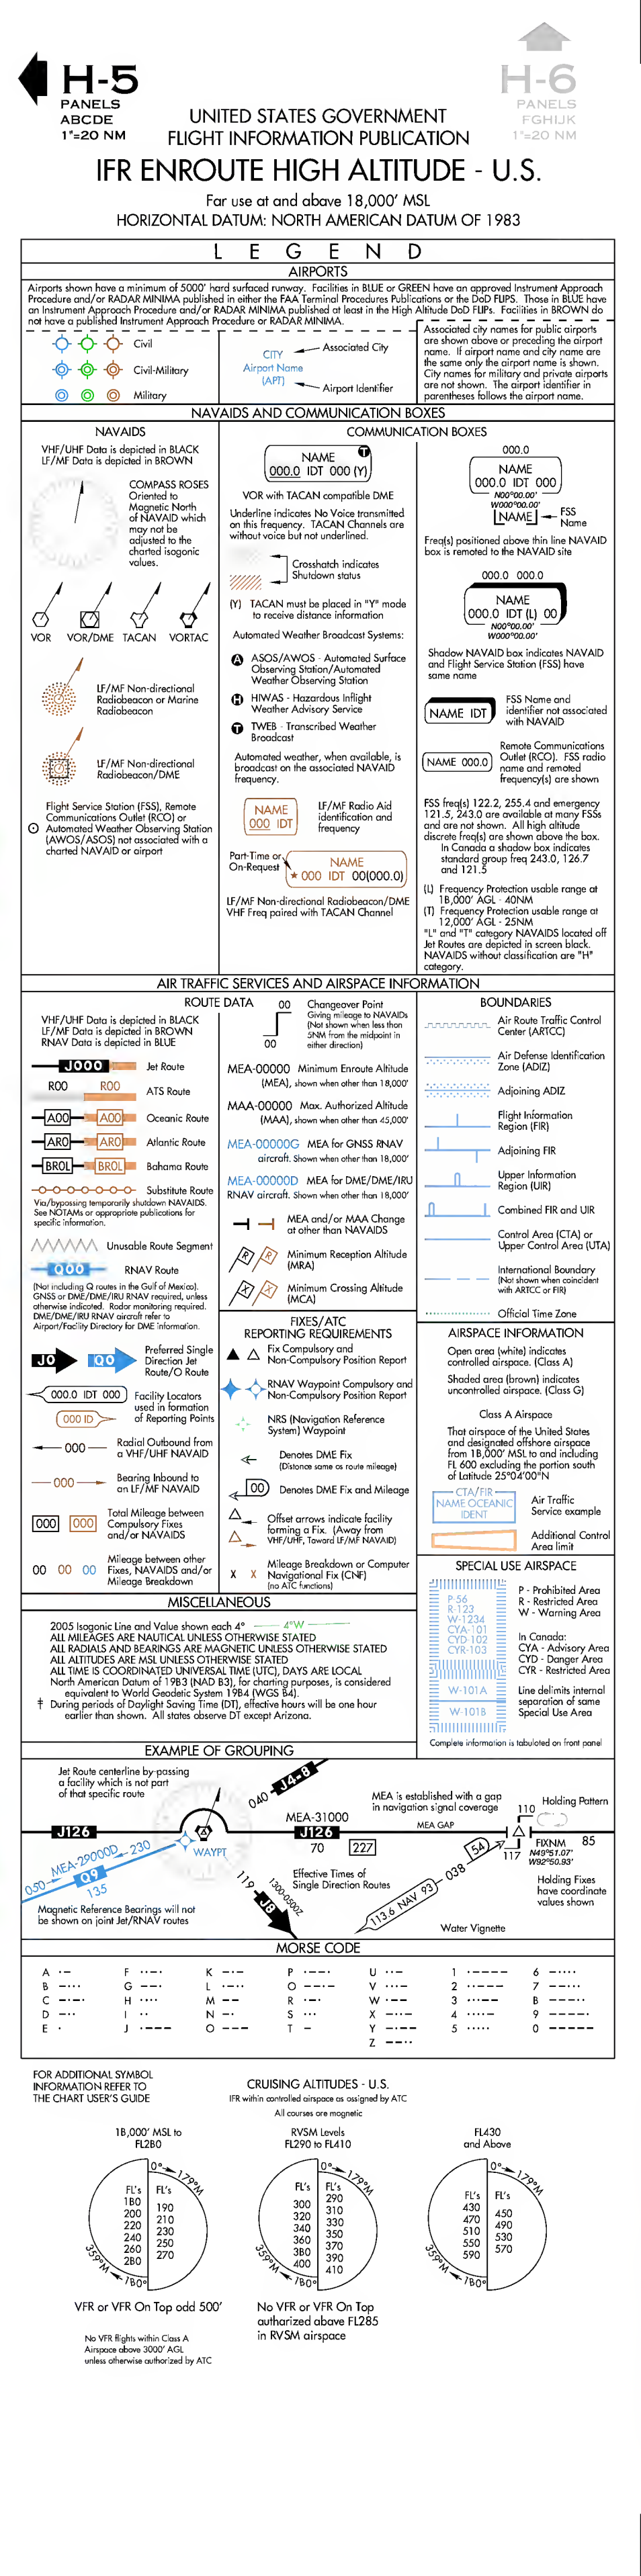 H-5
PANELS
ABCDE
1"=20 NM
H-6
PANELS
FGHIJK
1"=20 NM
UNITED STATES GOVERNMENT
FLIGHT INFORMATION PUBLICATION
IFR ENROUTE HIGH ALTITUDE - U.S.
Far use at and above 18,000' MSL
HORIZONTAL DATUM: NORTH AMERICAN DATUM OF 1983
L E G E N D
AIRPORTS
Airports shown have a minimum of 5000' hard surfaced runway. Facilities in BLUE or GREEN have an approved Instrument Approach
Procedure and/or RADAR MINIMA published in either the FAA Terminal Procedures Publications or the DoD FLIPS. Those in BLUE have
an Instrument Approach Procedure and/or RADAR MINIMA published at least in the High Altitude DoD FLIPs. Facilities in BROWN do
not have a published Instrument Approach Procedure or RADAR MINIMA.
Civil
Civil-Military
Military
CITY
Airport Name
(APT)
Associated City
Airport Identifier
Associated city names for public airports
are shown above or preceding the airport
name. If airport name and city name are
the same only the airport name is shown.
City names for military and private airports
are not shown. The airport identifier in
parentheses follows the airport name.
NAVAIDS AND COMMUNICATION BOXES
NAVAIDS
VHF/UHF Data is depicted in BLACK
LF/MF Data is depicted in BROWN
COMPASS ROSES
Oriented to
Magnetic North
of NAVAID which
may not be
adjusted to the
charted isogonic
values.
VOR VOR/DME TACAN VORTAC
LF/MF Non-directional
Radiobeacon or Marine
Radiobeacon
LF/MF Non-directional
Radiobeacon/DME
Flight Service Station (FSS), Remote
Communications Outlet (RCO) or
Automated Weather Observing Station
(AWOS/ASOS) not associated with a
charted NAVAID or airport
COMMUNICATION BOXES
T
NAME
000.0 IDT 000 (Y)
VOR with TACAN compatible DME
Underline indicates No Voice transmitted
on this frequency. TACAN Channels are
without voice but not underlined.
Crosshatch indicates
Shutdown status
(Y) TACAN must be placed in "Y" mode
to receive distance information
Automated Weather Broadcast Systems:
A ASOS/AWOS - Automated Surface
Observing Station/Automated
Weather Observing Station
H HIWAS - Hazardous Inflight
Weather Advisory Service
T TWEB - Transcribed Weather
Broadcast
Automated weather, when available, is
broadcast on the associated NAVAID
frequency.
NAME
000 IDT
LF/MF Radio Aid
identification and
frequency
Part-Time or
On-Request
NAME
★ 000 IDT 00(000.0)
LF/MF Non-directional Radiobeacon/DME
VHF Freq paired with TACAN Channel
000.0
NAME
000.0 IDT 000
N00°00.00'
W000°00.00'
NAME
FSS
Name
Freq(s) positioned above thin line NAVAID
box is remoted to the NAVAID site
000.0 000.0
NAME
000.0 IDT (L) 00
N00°00.00'
W000°00.00'
Shadow NAVAID box indicates NAVAID
and Flight Service Station (FSS) have
same name
NAME IDT
FSS Name and
identifier not associated
with NAVAID
NAME 000.0
Remote Communications
Outlet (RCO). FSS radio
name and remoted
frequency(s) are shown
FSS freq(s) 122.2, 255.4 and emergency
121.5, 243.0 are available at many FSSs
and are not shown. All high altitude
discrete freq(s) are shown above the box.
In Canada a shadow box indicates
standard group freq 243.0, 126.7
and 121.5
(L) Frequency Protection usable range at
1B,000' AGL - 40NM
(T) Frequency Protection usable range at
12,000' AGL - 25NM
"L" and "T" category NAVAIDS located off
Jet Routes are depicted in screen black.
NAVAIDS without classification are "H"
category.
AIR TRAFFIC SERVICES AND AIRSPACE INFORMATION
ROUTE DATA
VHF/UHF Data is depicted in BLACK
LF/MF Data is depicted in BROWN
RNAV Data is depicted in BLUE
J000 Jet Route
R00 R00
ATS Route
A00 A00 Oceanic Route
AR0 AR0 Atlantic Route
BR0L BR0L Bahama Route
Substitute Route
Via/bypassing temporarily shutdown NAVAIDS.
See NOTAMs or appropriate publications for
specific information.
Unusable Route Segment
Q00 RNAV Route
(Not including Q routes in the Gulf of Mexico).
GNSS or DME/DME/IRU RNAV required, unless
otherwise indicated. Radar monitoring required.
DME/DME/IRU RNAV aircraft refer to
Airport/Facility Directory for DME information.
J0 Q0
Preferred Single
Direction Jet
Route/O Route
000.0 IDT 000
000 ID
Facility Locators
used in formation
of Reporting Points
000
Radial Outbound from
a VHF/UHF NAVAID
000
Bearing Inbound to
an LF/MF NAVAID
000 000
Total Mileage between
Compulsory Fixes
and/or NAVAIDS
00 00 00
Mileage between other
Fixes, NAVAIDS and/or
Mileage Breakdown
00
00
Changeover Point
Giving mileage to NAVAIDs
(Not shown when less than
5NM from the midpoint in
either direction)
MEA-00000 Minimum Enroute Altitude
(MEA), shown when other than 18,000'
MAA-00000 Max. Authorized Altitude
(MAA), shown when other than 45,000'
MEA-00000G MEA for GNSS RNAV
aircraft. Shown when other than 18,000'
MEA-00000D MEA for DME/DME/IRU
RNAV aircraft. Shown when other than 18,000'
MEA and/or MAA Change
at other than NAVAIDS
R R
Minimum Reception Altitude
(MRA)
X X
Minimum Crossing Altitude
(MCA)
FIXES/ATC
REPORTING REQUIREMENTS
Fix Compulsory and
Non-Compulsory Position Report
RNAV Waypoint Compulsory and
Non-Compulsory Position Report
NRS (Navigation Reference
System) Waypoint
Denotes DME Fix
(Distance same as route mileage)
00 Denotes DME Fix and Mileage
Offset arrows indicate facility
forming a Fix. (Away from
VHF/UHF, Toward LF/MF NAVAID)
X X
Mileage Breakdown or Computer
Navigational Fix (CNF)
(no ATC functions)
BOUNDARIES
Air Route Traffic Control
Center (ARTCC)
Air Defense Identification
Zone (ADIZ)
Adjoining ADIZ
Flight Information
Region (FIR)
Adjoining FIR
Upper Information
Region (UIR)
Combined FIR and UIR
Control Area (CTA) or
Upper Control Area (UTA)
International Boundary
(Not shown when coincident
with ARTCC or FIR)
Official Time Zone
AIRSPACE INFORMATION
Open area (white) indicates
controlled airspace. (Class A)
Shaded area (brown) indicates
uncontrolled airspace. (Class G)
Class A Airspace
That airspace of the United States
and designated offshore airspace
from 1B,000' MSL to and including
FL 600 excluding the portion south
of Latitude 25°04'00"N
CTA/FIR
NAME OCEANIC
IDENT
Air Traffic
Service example
Additional Control
Area limit
SPECIAL USE AIRSPACE
P-56
R-123
W-1234
CYA-101
CYD-102
CYR-103
P - Prohibited Area
R - Restricted Area
W - Warning Area
In Canada:
CYA - Advisory Area
CYD - Danger Area
CYR - Restricted Area
W-101A
W-101B
Line delimits internal
separation of same
Special Use Area
Complete information is tabulated on front panel
MISCELLANEOUS
2005 Isogonic Line and Value shown each 4° 4°W
ALL MILEAGES ARE NAUTICAL UNLESS OTHERWISE STATED
ALL RADIALS AND BEARINGS ARE MAGNETIC UNLESS OTHERWISE STATED
ALL ALTITUDES ARE MSL UNLESS OTHERWISE STATED
ALL TIME IS COORDINATED UNIVERSAL TIME (UTC), DAYS ARE LOCAL
North American Datum of 19B3 (NAD B3), for charting purposes, is considered
equivalent to World Geodetic System 19B4 (WGS B4).
‡ During periods of Daylight Saving Time (DT), effective hours will be one hour
earlier than shown. All states observe DT except Arizona.
EXAMPLE OF GROUPING
Jet Route centerline by-passing
a facility which is not part
of that specific route
040 J4-8
MEA is established with a gap
in navigation signal coverage
110
Holding Pattern
MEA-31000
MEA GAP
J126
J126
WAYPT
70 227
54
117
FIXNM 85
N49°51.07'
W92°50.93'
050 MEA-29000D 230
Q9
135
038
113.6 NAV 93
119 J8 1300-0500Z
Effective Times of
Single Direction Routes
Holding Fixes
have coordinate
values shown
Magnetic Reference Bearings will not
be shown on joint Jet/RNAV routes
Water Vignette
MORSE CODE
A ·– F ··–· K –·– P ·––· U ··– 1 ·–––– 6 –····
B –··· G ––· L ·–·· O ––·– V ···– 2 ··––– 7 ––···
C –·–· H ···· M –– R ·–· W ·–– 3 ···–– B –––··
D –·· I ·· N –· S ··· X –··– 4 ····– 9 ––––·
E · J ·––– O ––– T – Y –·–– 5 ····· 0 –––––
Z ––··
FOR ADDITIONAL SYMBOL
INFORMATION REFER TO
THE CHART USER'S GUIDE
CRUISING ALTITUDES - U.S.
IFR within controlled airspace as assigned by ATC
All courses are magnetic
1B,000' MSL to
FL2B0
0° 179°M
FL's
1B0
200
220
240
260
2B0
FL's
190
210
230
250
270
359°M 1B0°
VFR or VFR On Top odd 500'
No VFR flights within Class A
Airspace above 3000' AGL
unless otherwise authorized by ATC
RVSM Levels
FL290 to FL410
0° 179°M
FL's
300
320
340
360
3B0
400
FL's
290
310
330
350
370
390
410
359°M 1B0°
No VFR or VFR On Top
autharized above FL285
in RVSM airspace
FL430
and Above
0° 179°M
FL's
430
470
510
550
590
FL's
450
490
530
570
359°M 1B0°